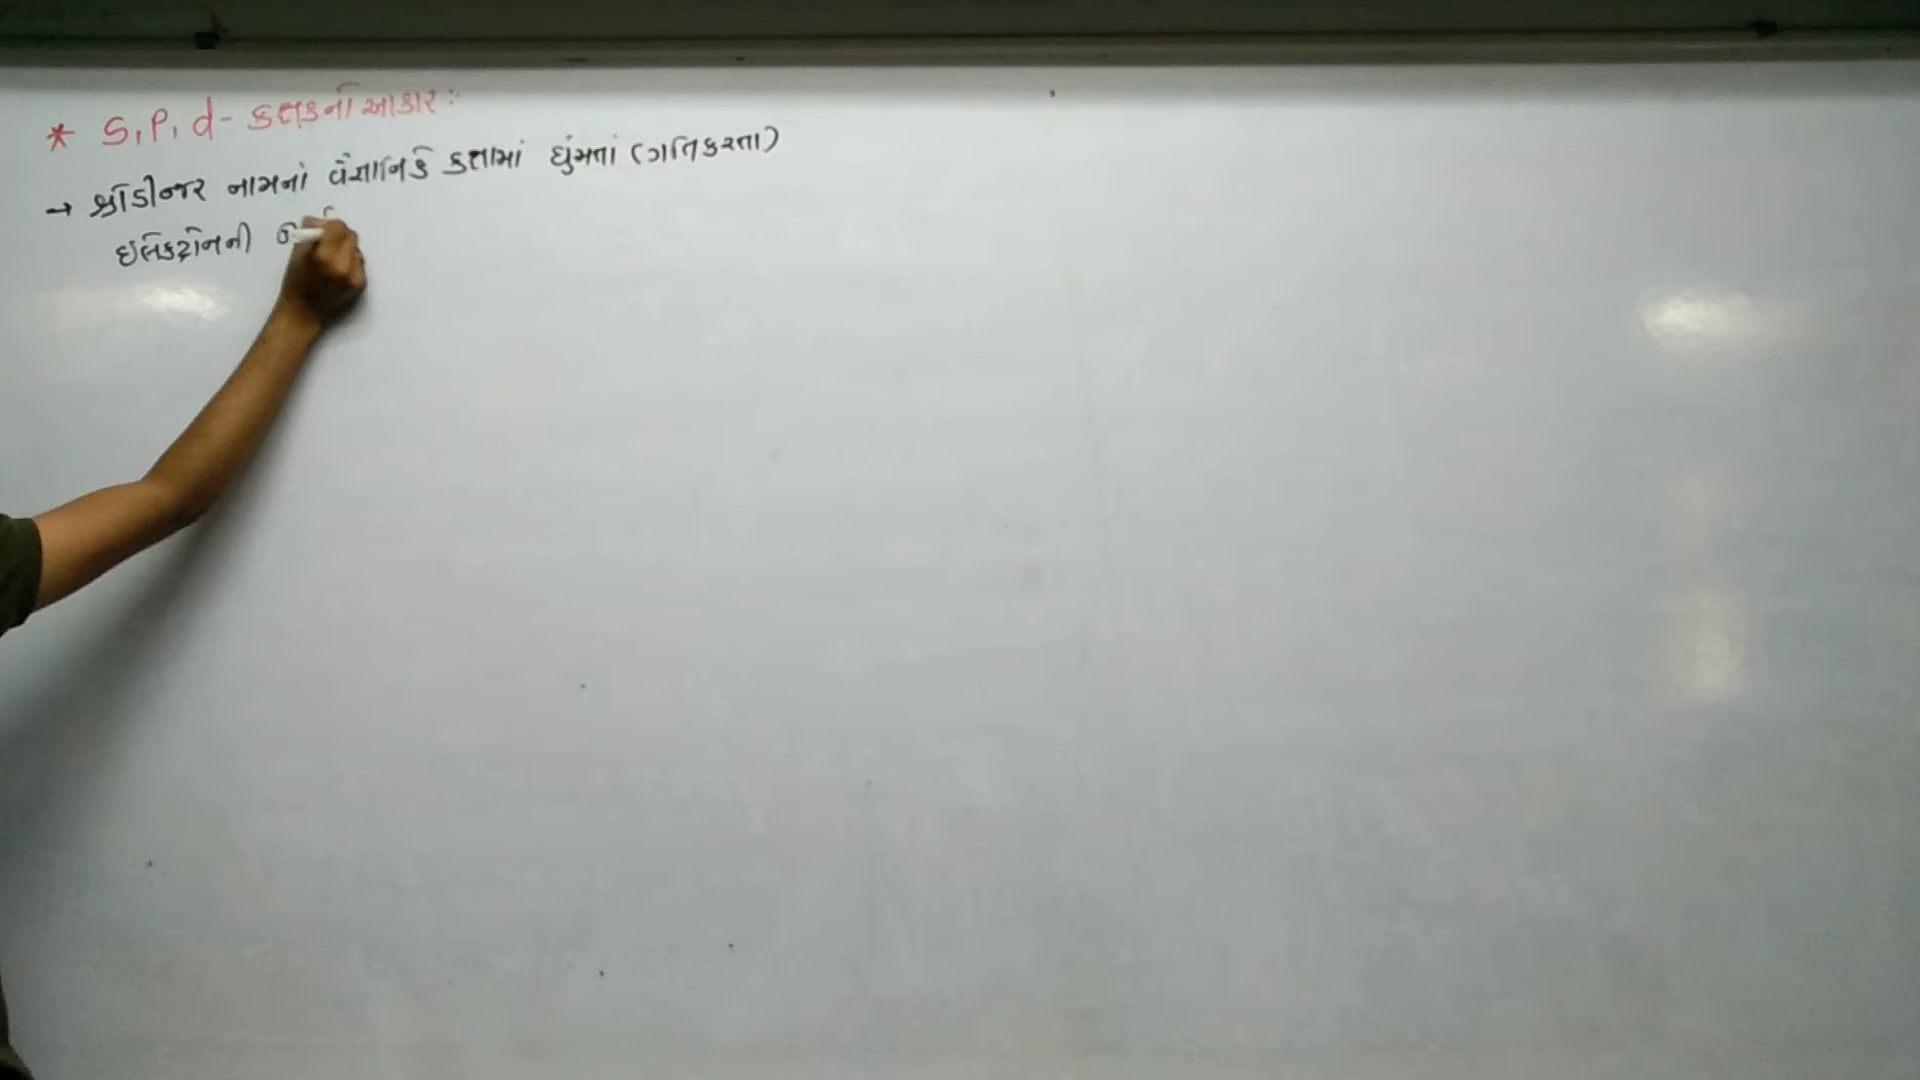 * S, P, d - કક્ષકના આકાર :-
→ શ્રોડીન્જર નામનાં વૈજ્ઞાનિકે કક્ષામાં ઘુંમતાં (ગતિ કરતા)
ઇલેક્ટ્રોનની